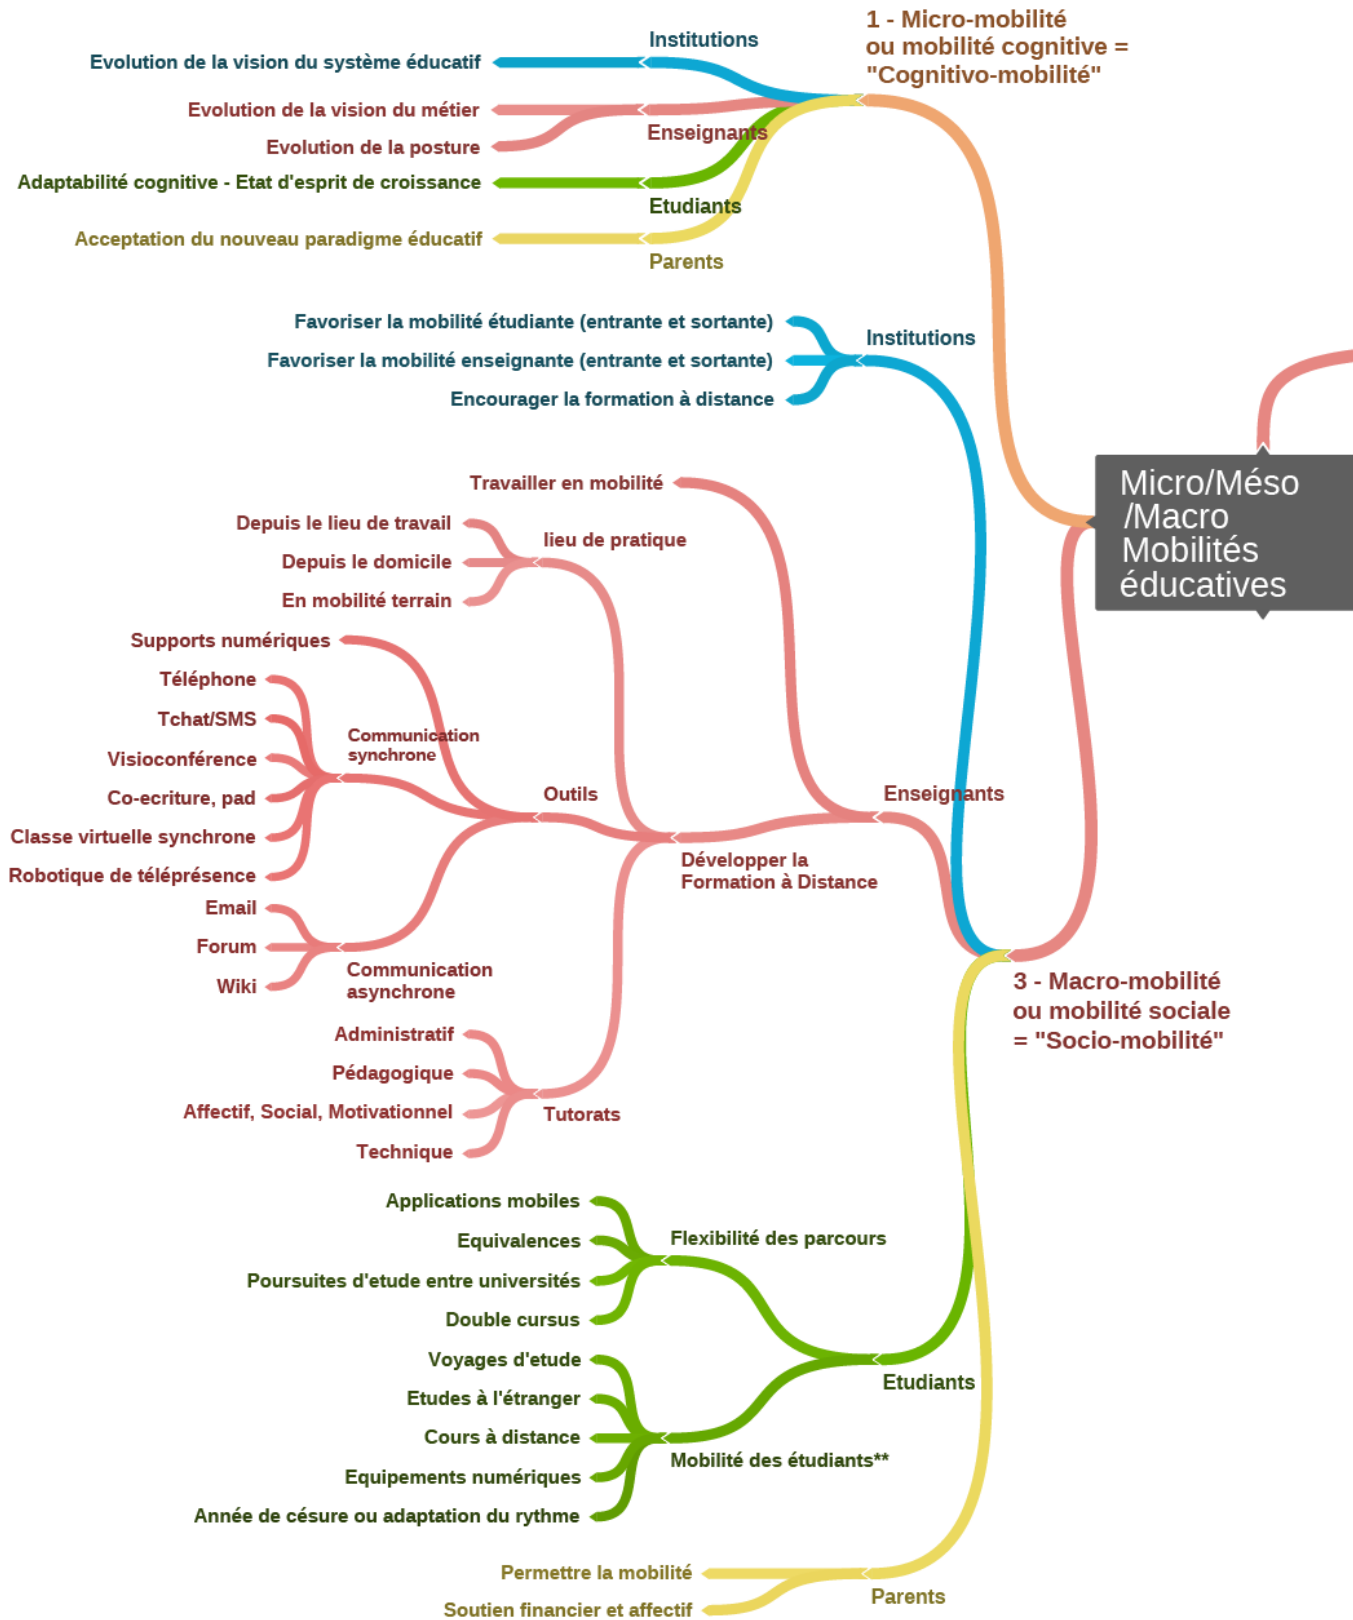 1 - Micro-mobilité
ou mobilité cognitive =
"Cognitivo-mobilité"
Institutions
Evolution de la vision du système éducatif
Evolution de la vision du métier
Enseignants
Evolution de la posture
Adaptabilité cognitive - Etat d'esprit de croissance
Etudiants
Acceptation du nouveau paradigme éducatif
Parents
Favoriser la mobilité étudiante (entrante et sortante)
Institutions
Favoriser la mobilité enseignante (entrante et sortante)
Encourager la formation à distance
Micro/Méso
/Macro
Mobilités
éducatives
Travailler en mobilité
Depuis le lieu de travail
lieu de pratique
Depuis le domicile
En mobilité terrain
Supports numériques
Téléphone
Tchat/SMS
Communication
synchrone
Visioconférence
Co-ecriture, pad
Outils
Enseignants
Classe virtuelle synchrone
Développer la
Formation à Distance
Robotique de téléprésence
Email
Forum
Communication
asynchrone
Wiki
3 - Macro-mobilité
ou mobilité sociale
= "Socio-mobilité"
Administratif
Pédagogique
Affectif, Social, Motivationnel
Tutorats
Technique
Applications mobiles
Flexibilité des parcours
Equivalences
Poursuites d'etude entre universités
Double cursus
Voyages d'etude
Etudiants
Etudes à l'étranger
Cours à distance
Mobilité des étudiants**
Equipements numériques
Année de césure ou adaptation du rythme
Permettre la mobilité
Parents
Soutien financier et affectif